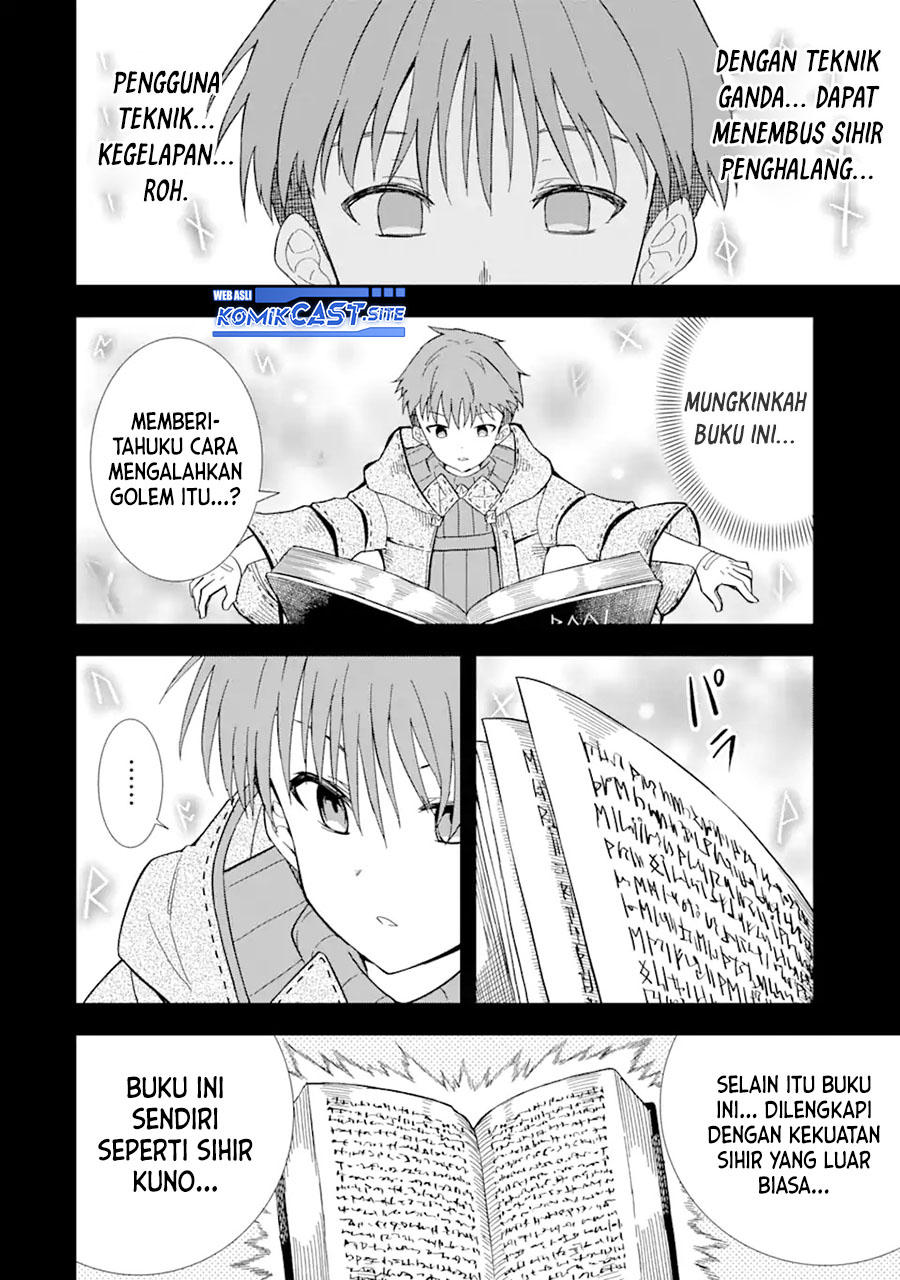 DENGAN TEKNIK
GANDA... DAPAT
MENEMBUS SIHIR
PENGHALANG...
PENGGUNA
TEKNIK...
KEGELAPAN...
ROH.
WEB ASLI
KOMIKCAST.SITE
MUNGKINKAH
BUKU INI...
MEMBERI-
TAHUKU CARA
MENGALAHKAN
GOLEM ITU...?
パラ
......
SELAIN ITU BUKU
INI... DILENGKAPI
DENGAN KEKUATAN
SIHIR YANG LUAR
BIASA...
BUKU INI
SENDIRI
SEPERTI SIHIR
KUNO...